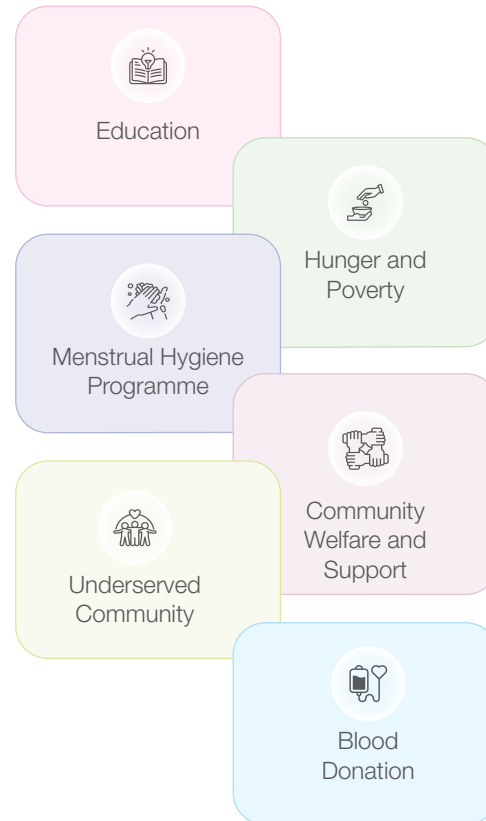 Education
Hunger and
Poverty
Menstrual Hygiene
Programme
Community
Welfare and
Support
Underserved
Community
Blood
Donation